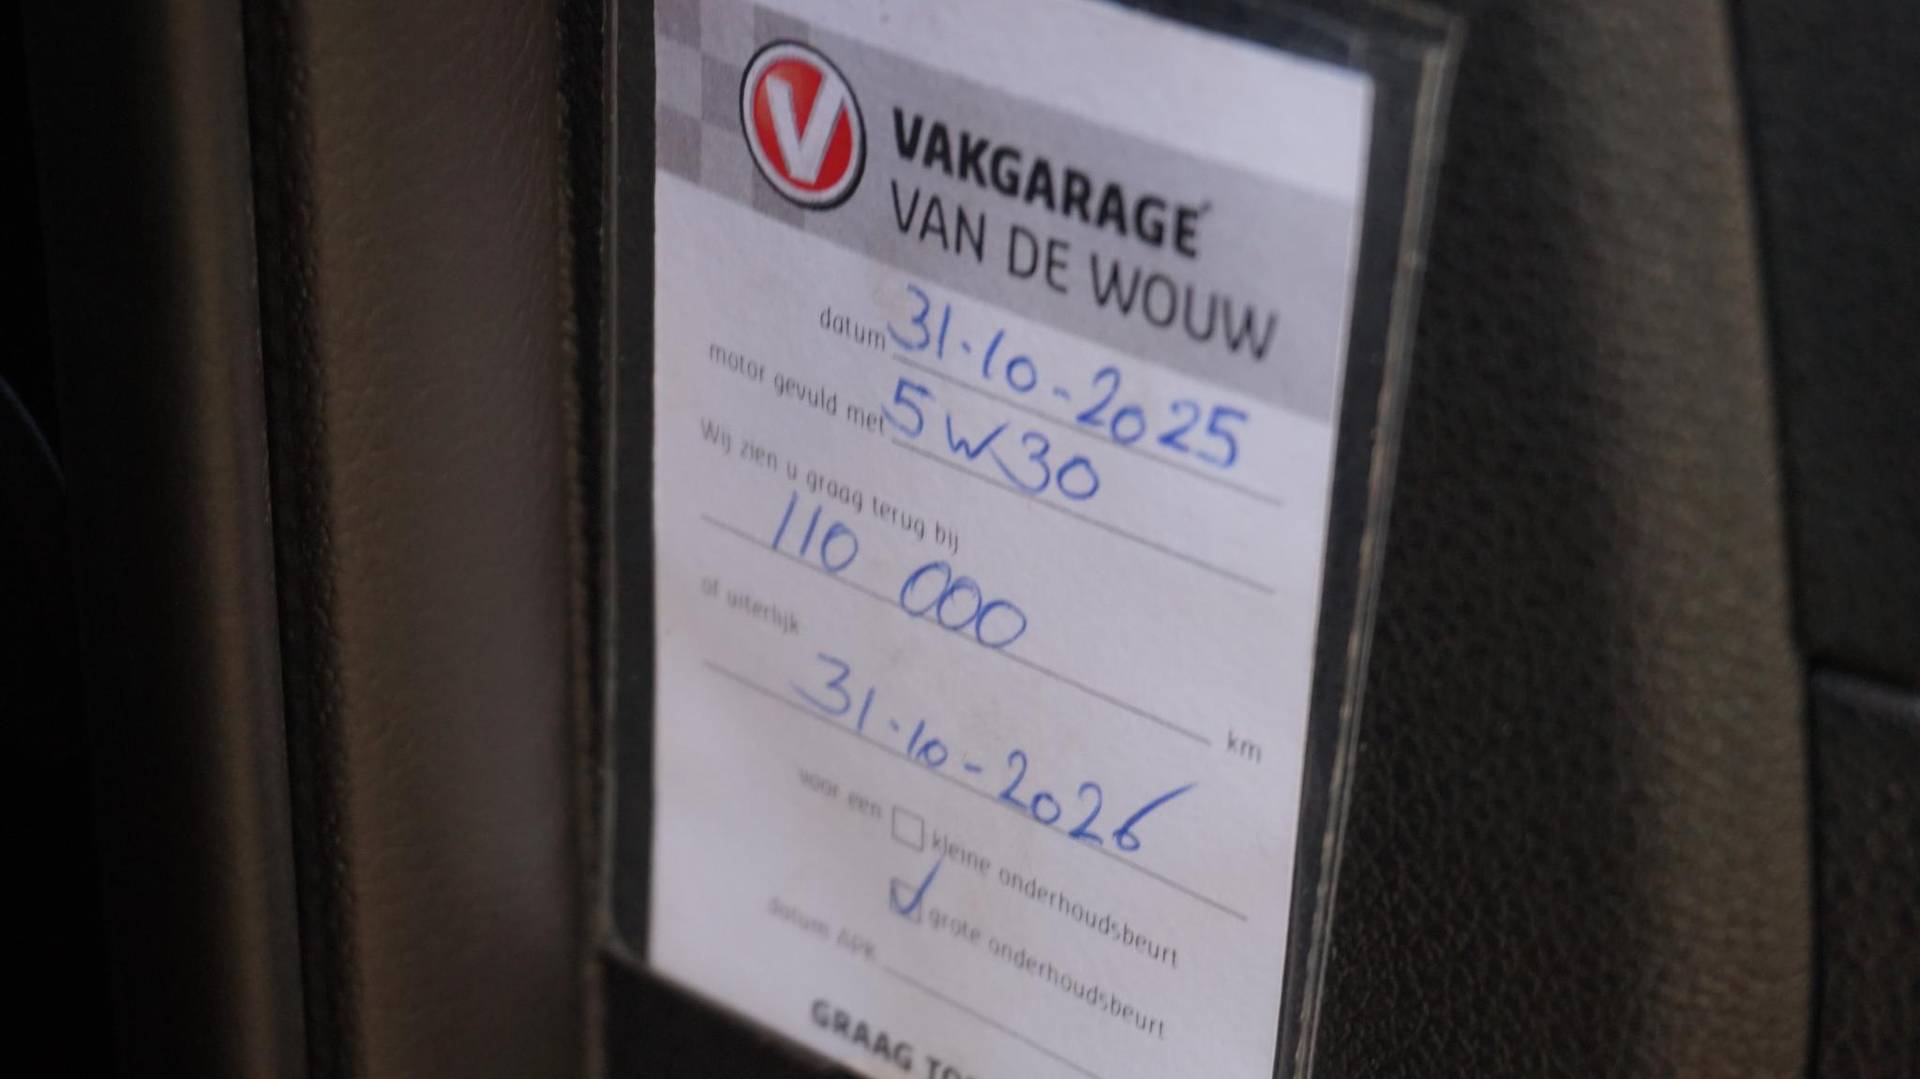 V
VAKGARAGE
VAN DE WOUW
datum 31-10-2025
motor gevuld met 5W30
Wij zien u graag terug bij
110 000 km
of uiterlijk
31-10-2026
voor een kleine onderhoudsbeurt
grote onderhoudsbeurt
datum APK
GRAAG